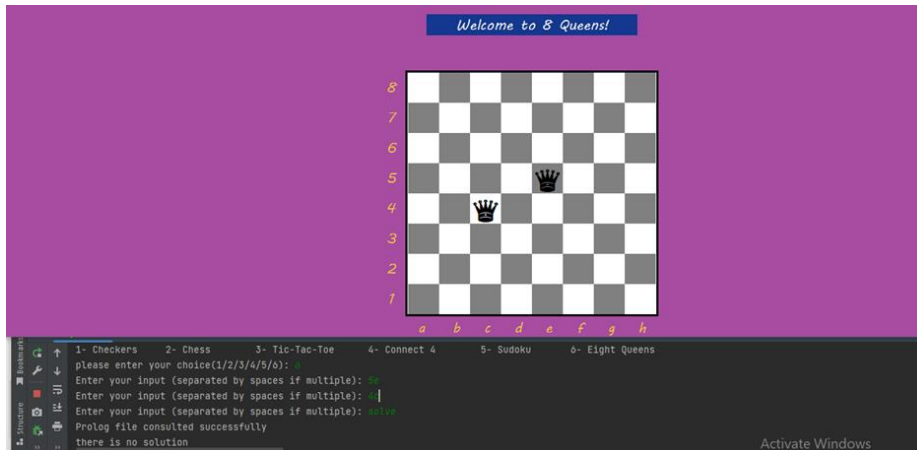 Welcome to 8 Queens!
8
7
6
5
4
3
2
1
a b c d e f g h
Bookmarks
Structure
1- Checkers 2- Chess 3- Tic-Tac-Toe 4- Connect 4 5- Sudoku 6- Eight Queens
please enter your choice(1/2/3/4/5/6): 6
Enter your input (separated by spaces if multiple): 5e
Enter your input (separated by spaces if multiple): 4c
Enter your input (separated by spaces if multiple): solve
Prolog file consulted successfully
there is no solution
Activate Windows